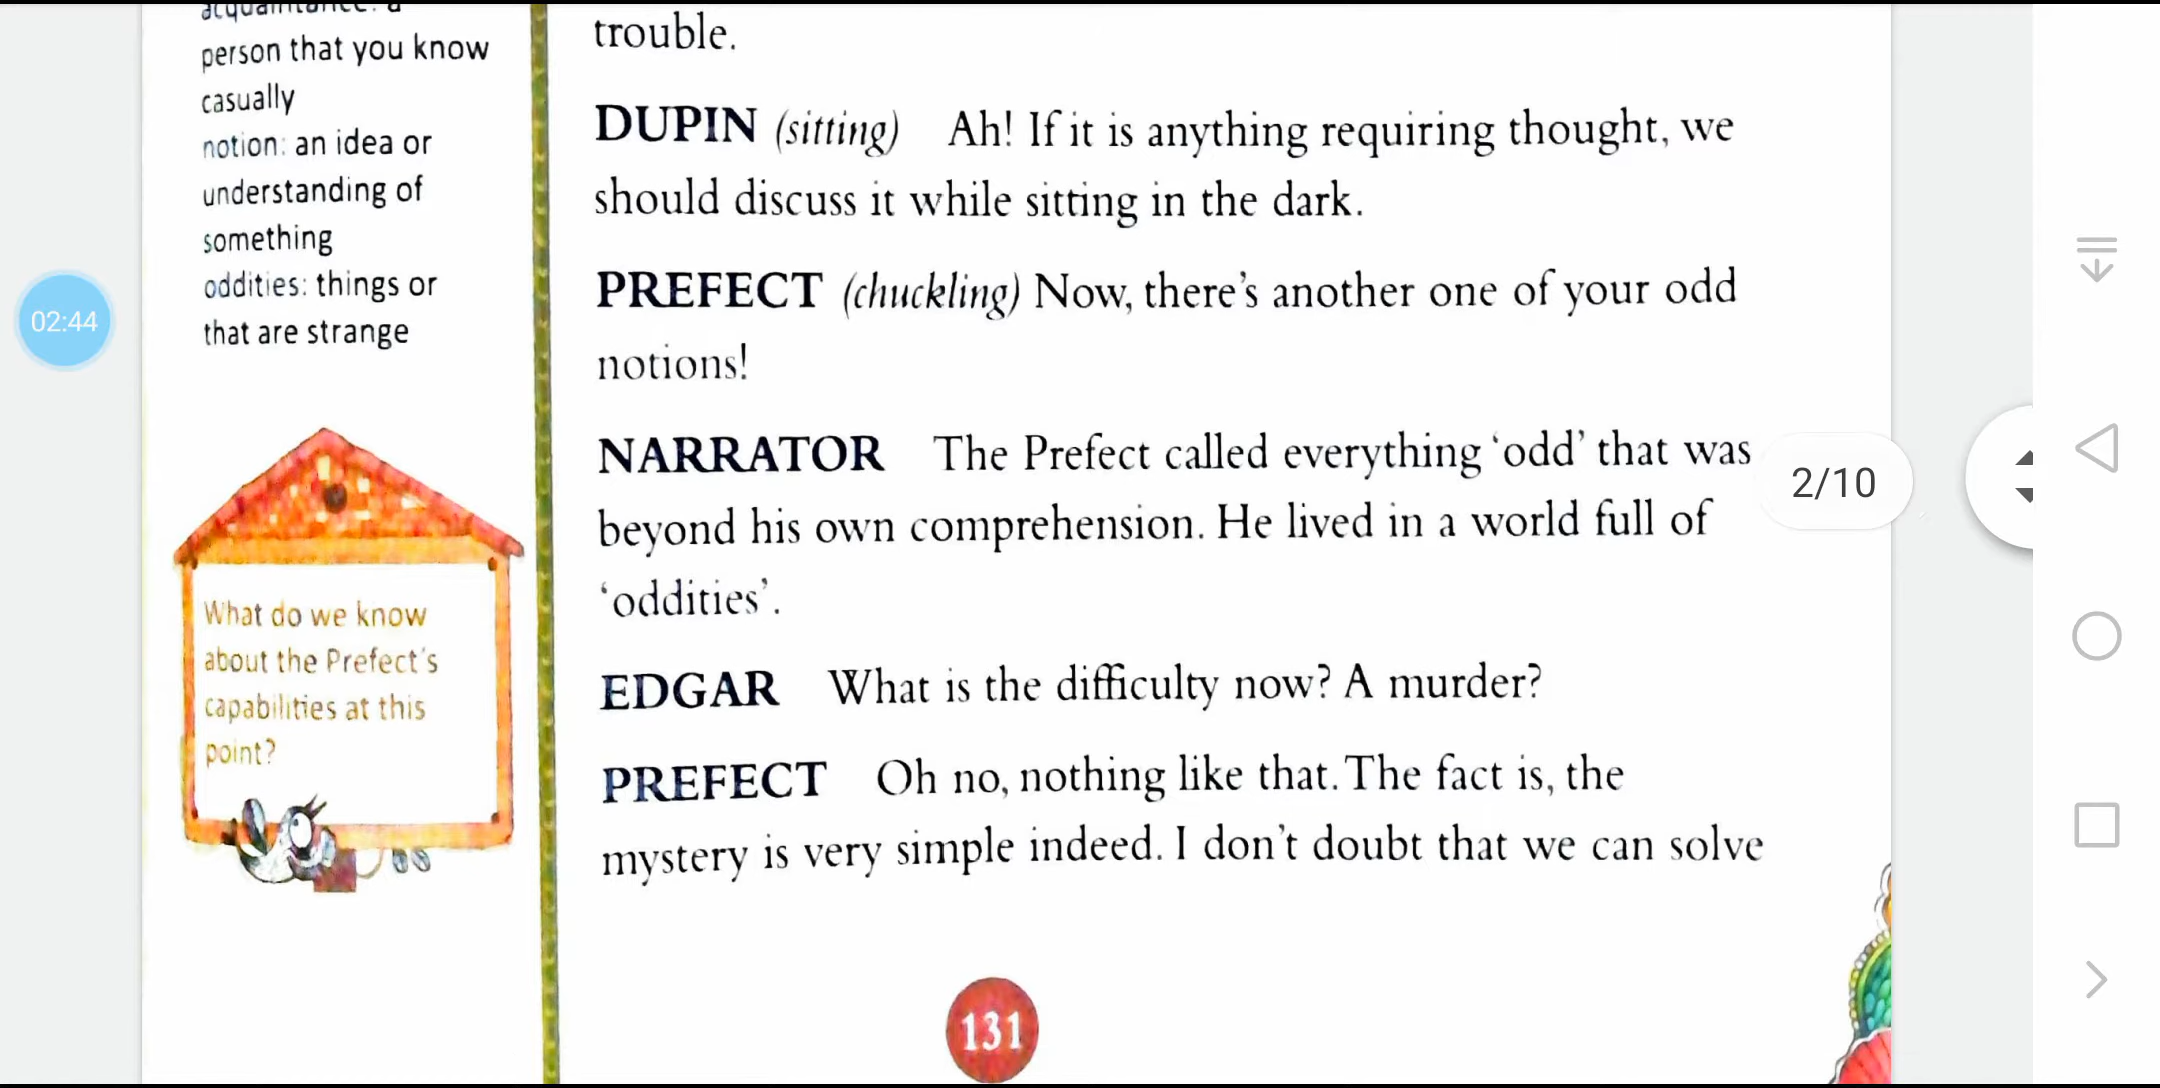 acquaintance: a
person that you know
casually
notion: an idea or
understanding of
something
oddities: things or
that are strange
02:44
What do we know
about the Prefect's
capabilities at this
point?
trouble.
DUPIN (sitting) Ah! If it is anything requiring thought, we
should discuss it while sitting in the dark.
PREFECT (chuckling) Now, there's another one of your odd
notions!
NARRATOR The Prefect called everything ‘odd’ that was
beyond his own comprehension. He lived in a world full of
‘oddities’.
EDGAR What is the difficulty now? A murder?
PREFECT Oh no, nothing like that. The fact is, the
mystery is very simple indeed. I don't doubt that we can solve
131
2/10